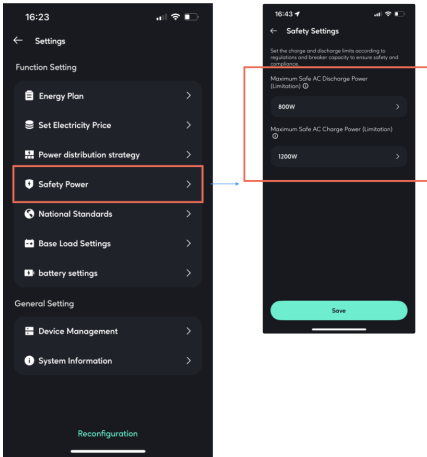 16:23
Settings
Function Setting
Energy Plan
Set Electricity Price
Power distribution strategy
Safety Power
National Standards
Base Load Settings
battery settings
General Setting
Device Management
System Information
Reconfiguration
16:43
Safety Settings
Set the charge and discharge limits according to
regulations and breaker capacity to ensure safety and
compliance.
Maximum Safe AC Discharge Power
(Limitation)
800W
Maximum Safe AC Charge Power (Limitation)
1200W
Save